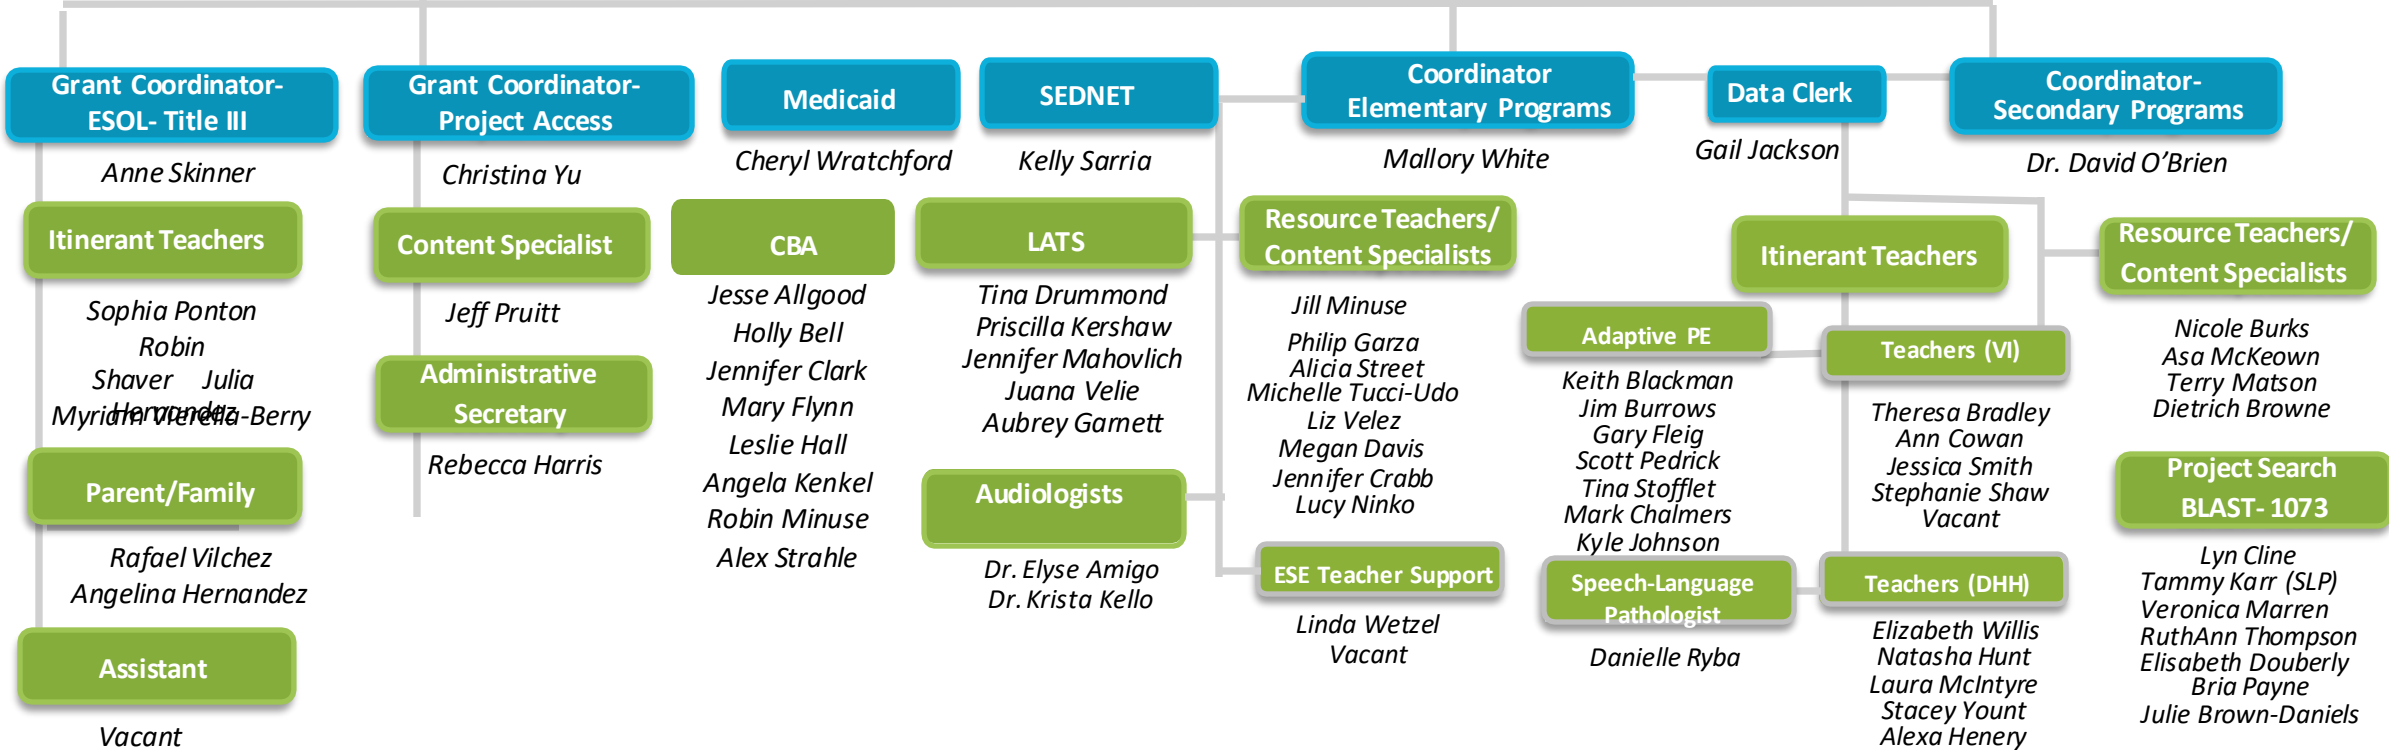 Grant Coordinator-
ESOL- Title III
Anne Skinner
Itinerant Teachers
Sophia Ponton
Robin
Shaver Julia
Hernandez
Myriam Vierella-Berry
Parent/Family
Rafael Vilchez
Angelina Hernandez
Assistant
Vacant
Grant Coordinator-
Project Access
Christina Yu
Content Specialist
Jeff Pruitt
Administrative
Secretary
Rebecca Harris
Medicaid
Cheryl Wratchford
CBA
Jesse Allgood
Holly Bell
Jennifer Clark
Mary Flynn
Leslie Hall
Angela Kenkel
Robin Minuse
Alex Strahle
SEDNET
Kelly Sarria
LATS
Tina Drummond
Priscilla Kershaw
Jennifer Mahovlich
Juana Velie
Aubrey Garnett
Audiologists
Dr. Elyse Amigo
Dr. Krista Kello
Coordinator
Elementary Programs
Mallory White
Resource Teachers/
Content Specialists
Jill Minuse
Philip Garza
Alicia Street
Michelle Tucci-Udo
Liz Velez
Megan Davis
Jennifer Crabb
Lucy Ninko
ESE Teacher Support
Linda Wetzel
Vacant
Data Clerk
Gail Jackson
Itinerant Teachers
Adaptive PE
Keith Blackman
Jim Burrows
Gary Fleig
Scott Pedrick
Tina Stofflet
Mark Chalmers
Kyle Johnson
Speech-Language
Pathologist
Danielle Ryba
Teachers (VI)
Theresa Bradley
Ann Cowan
Jessica Smith
Stephanie Shaw
Vacant
Teachers (DHH)
Elizabeth Willis
Natasha Hunt
Laura McIntyre
Stacey Yount
Alexa Henery
Coordinator-
Secondary Programs
Dr. David O’Brien
Resource Teachers/
Content Specialists
Nicole Burks
Asa McKeown
Terry Matson
Dietrich Browne
Project Search
BLAST- 1073
Lyn Cline
Tammy Karr (SLP)
Veronica Marren
RuthAnn Thompson
Elisabeth Douberly
Bria Payne
Julie Brown-Daniels